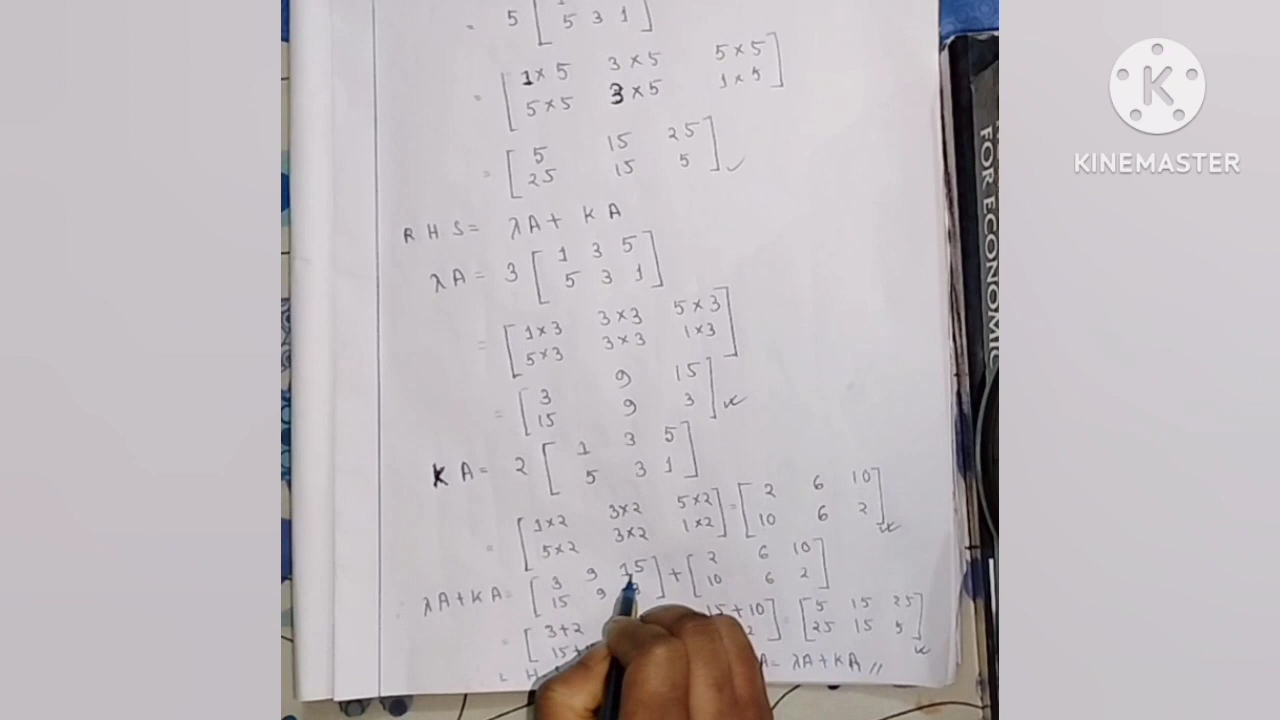 = 5 [ 5 3 1 ]
= [ 1 × 5 3 × 5 5 × 5
5 × 5 3 × 5 1 × 5 ]
= [ 5 15 25
25 15 5 ] ✓
RHS = λA + KA
λA = 3 [ 1 3 5
5 3 1 ]
= [ 1 × 3 3 × 3 5 × 3
5 × 3 3 × 3 1 × 3 ]
= [ 3 9 15
15 9 3 ]
KA = 2 [ 1 3 5
5 3 1 ]
= [ 1×2 3×2 5×2
5×2 3×2 1×2 ] = [ 2 6 10
10 6 2 ]
λA + KA = [ 3 9 15
15 9 ] + [ 2 6 10
10 6 2 ]
= [ 3+2 15+10
15+ 2 ] = [ 5 15 25
25 15 5 ]
L H A = λA + KA //
FOR ECONOMIC
KINEMASTER